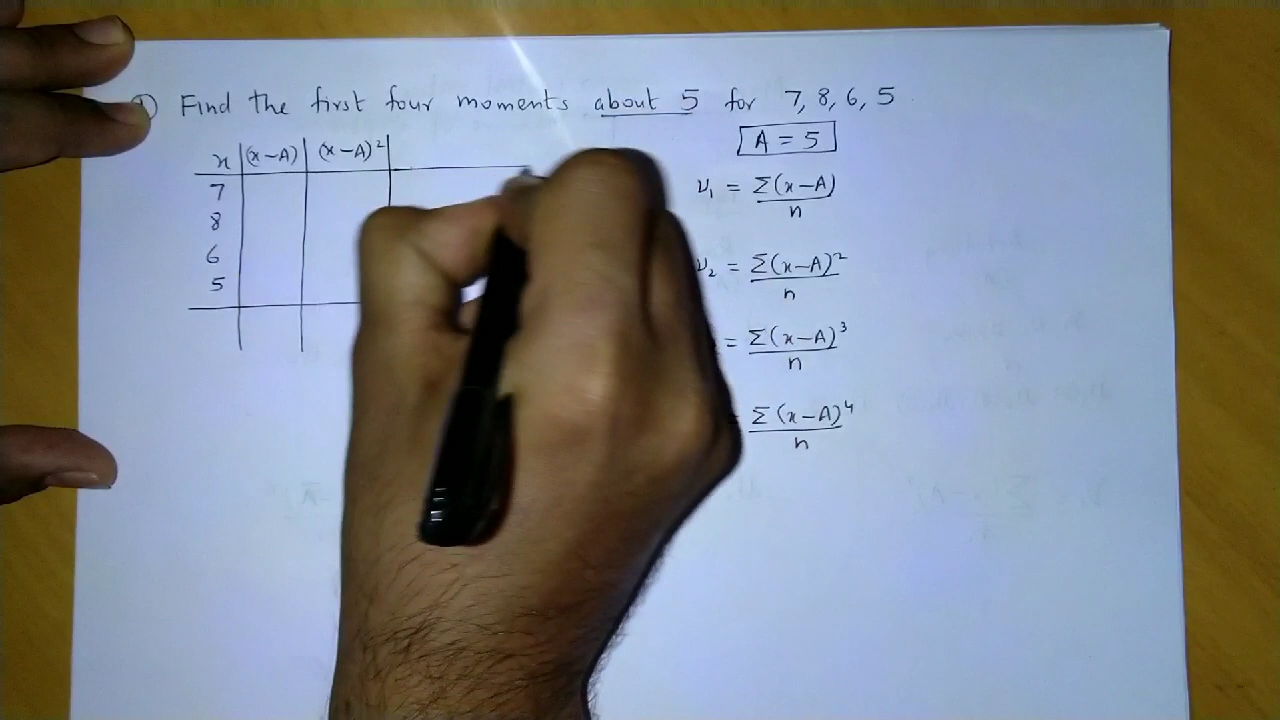 1) Find the first four moments about 5 for 7, 8, 6, 5
A = 5
x (x-A) (x-A)²
7
8
6
5
ν₁ = Σ(x-A) / n
ν₂ = Σ(x-A)² / n
= Σ(x-A)³ / n
= Σ(x-A)⁴ / n